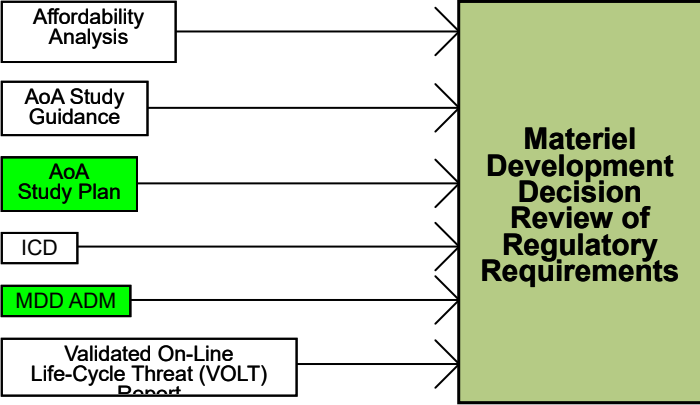 Affordability
Analysis
AoA Study
Guidance
AoA
Study Plan
ICD
MDD ADM
Validated On-Line
Life-Cycle Threat (VOLT)
Report
Materiel
Development
Decision
Review of
Regulatory
Requirements